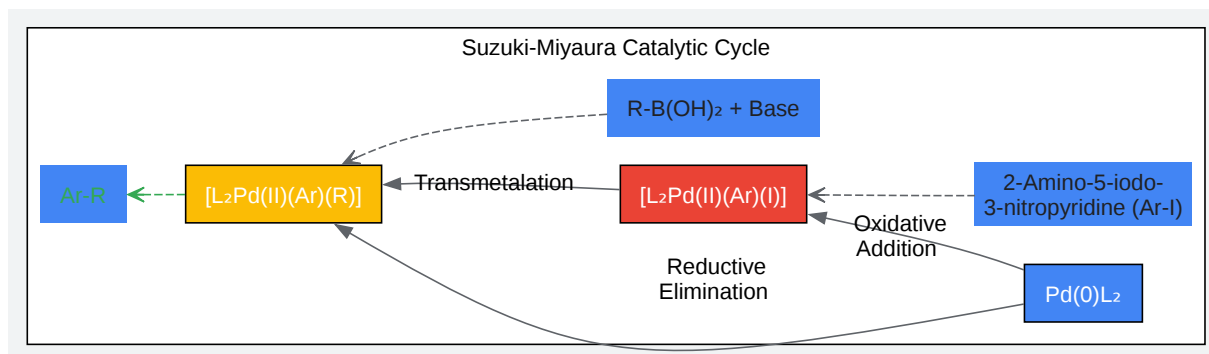 Suzuki-Miyaura Catalytic Cycle
R-B(OH)₂ + Base
Ar-R
[L₂Pd(II)(Ar)(R)]
Transmetalation
[L₂Pd(II)(Ar)(I)]
2-Amino-5-iodo-
3-nitropyridine (Ar-I)
Oxidative
Addition
Reductive
Elimination
Pd(0)L₂